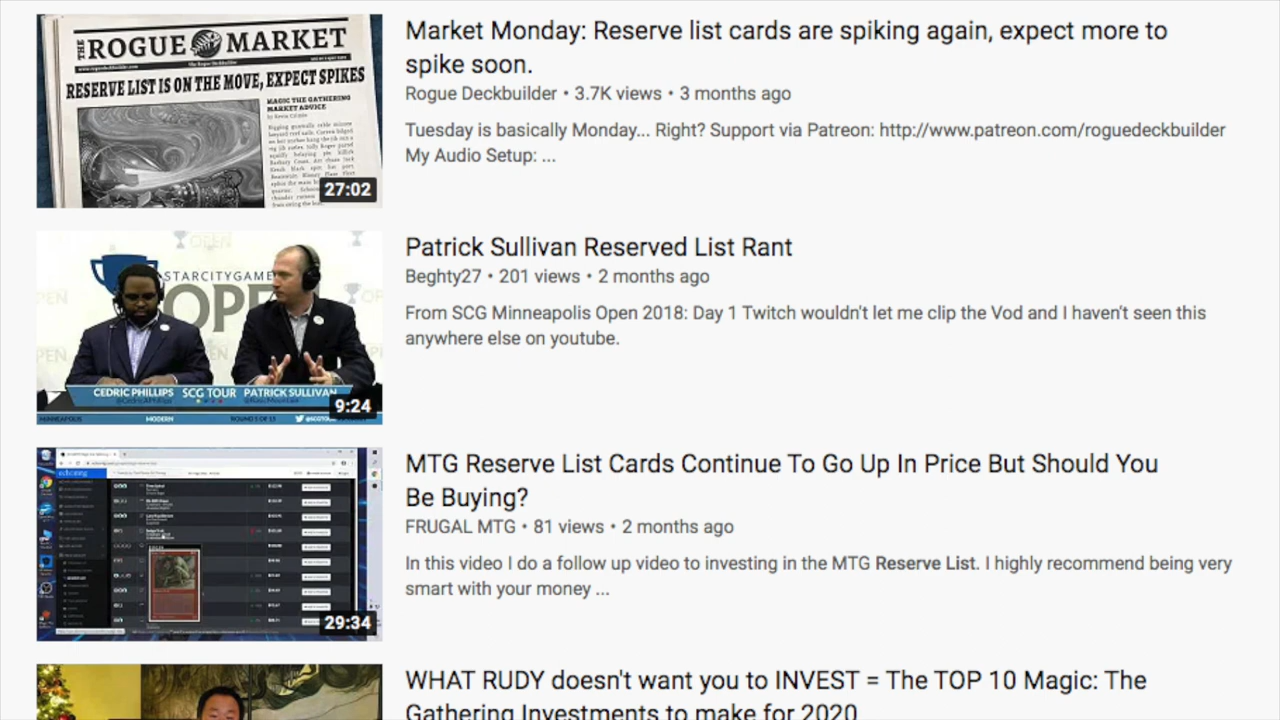 THE ROGUE MARKET
RESERVE LIST IS ON THE MOVE, EXPECT SPIKES
MAGIC THE GATHERING
MARKET ADVICE
27:02
Market Monday: Reserve list cards are spiking again, expect more to
spike soon.
Rogue Deckbuilder • 3.7K views • 3 months ago
Tuesday is basically Monday... Right? Support via Patreon: http://www.patreon.com/roguedeckbuilder
My Audio Setup: ...
OPEN
STARCITYGAME
OPE
CEDRIC PHILLIPS SCG TOUR PATRICK SULLIVAN
MINNEAPOLIS MODERN
9:24
Patrick Sullivan Reserved List Rant
Beghty27 • 201 views • 2 months ago
From SCG Minneapolis Open 2018: Day 1 Twitch wouldn't let me clip the Vod and I haven't seen this
anywhere else on youtube.
29:34
MTG Reserve List Cards Continue To Go Up In Price But Should You
Be Buying?
FRUGAL MTG • 81 views • 2 months ago
In this video I do a follow up video to investing in the MTG Reserve List. I highly recommend being very
smart with your money ...
WHAT RUDY doesn't want you to INVEST = The TOP 10 Magic: The
Gathering Investments to make for 2020